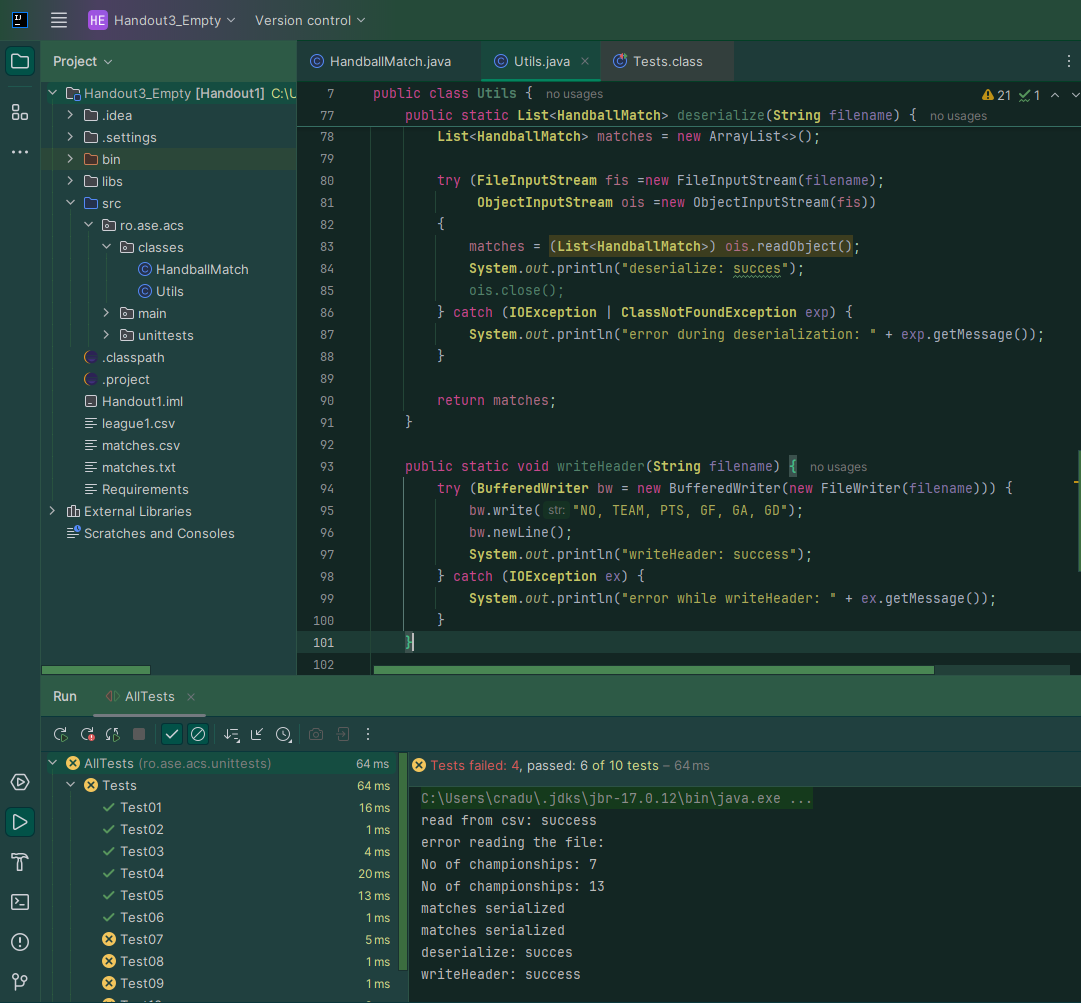 HE Handout3_Empty Version control
Project
HandballMatch.java Utils.java Tests.class
Handout3_Empty [Handout1] C:\U
.idea
.settings
bin
libs
src
ro.ase.acs
classes
HandballMatch
Utils
main
unittests
.classpath
.project
Handout1.iml
league1.csv
matches.csv
matches.txt
Requirements
External Libraries
Scratches and Consoles
21 1
7 public class Utils { no usages
77 public static List<HandballMatch> deserialize(String filename) { no usages
78 List<HandballMatch> matches = new ArrayList<>();
79
80 try (FileInputStream fis =new FileInputStream(filename);
81 ObjectInputStream ois =new ObjectInputStream(fis))
82 {
83 matches = (List<HandballMatch>) ois.readObject();
84 System.out.println("deserialize: succes");
85 ois.close();
86 } catch (IOException | ClassNotFoundException exp) {
87 System.out.println("error during deserialization: " + exp.getMessage());
88 }
89
90 return matches;
91 }
92
93 public static void writeHeader(String filename) { no usages
94 try (BufferedWriter bw = new BufferedWriter(new FileWriter(filename))) {
95 bw.write( str: "NO, TEAM, PTS, GF, GA, GD");
96 bw.newLine();
97 System.out.println("writeHeader: success");
98 } catch (IOException ex) {
99 System.out.println("error while writeHeader: " + ex.getMessage());
100 }
101 }
102
Run AllTests
AllTests (ro.ase.acs.unittests) 64 ms
Tests 64 ms
Test01 16 ms
Test02 1 ms
Test03 4 ms
Test04 20 ms
Test05 13 ms
Test06 1 ms
Test07 5 ms
Test08 1 ms
Test09 1 ms
Tests failed: 4, passed: 6 of 10 tests – 64 ms
C:\Users\cradu\.jdks\jbr-17.0.12\bin\java.exe ...
read from csv: success
error reading the file:
No of championships: 7
No of championships: 13
matches serialized
matches serialized
deserialize: succes
writeHeader: success